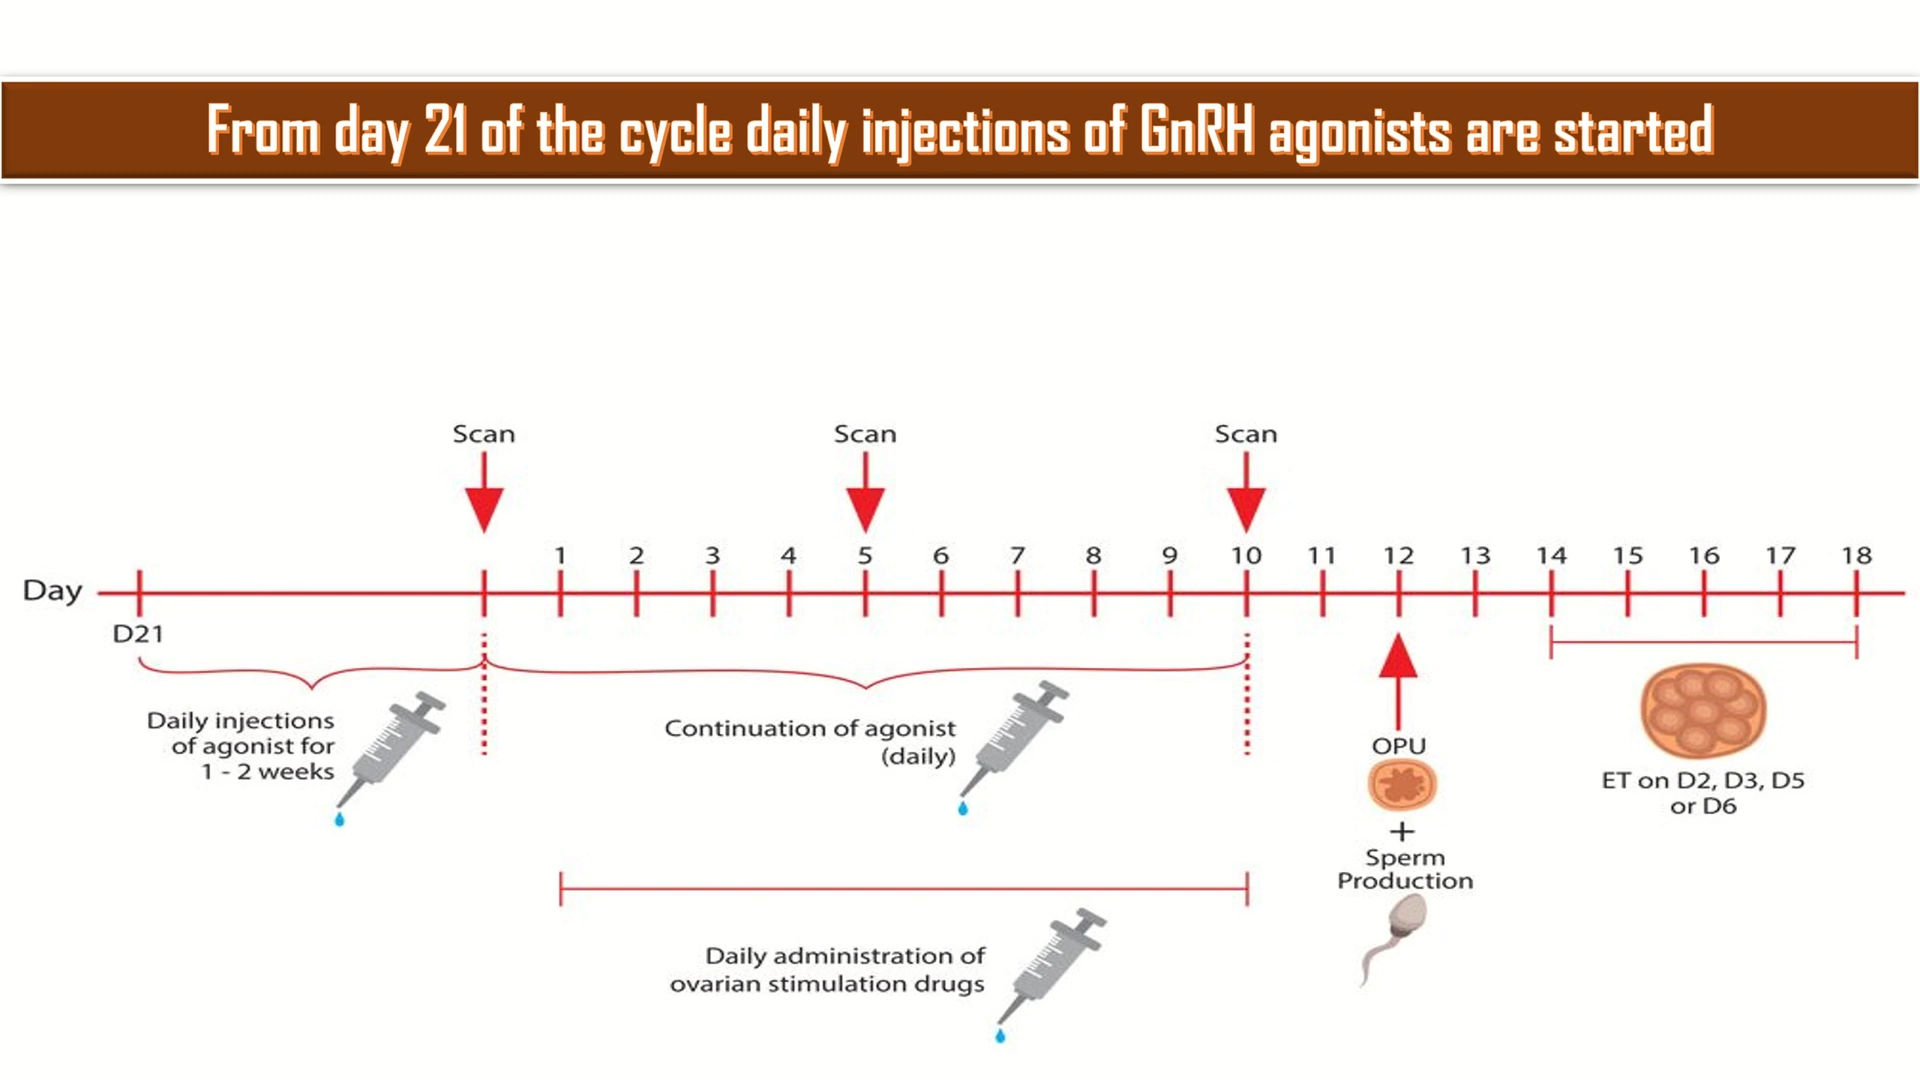 From day 21 of the cycle daily injections of GnRH agonists are started
Scan
Scan
Scan
1 2 3 4 5 6 7 8 9 10 11 12 13 14 15 16 17 18
Day
D21
Daily injections
of agonist for
1 - 2 weeks
Continuation of agonist
(daily)
OPU
+
Sperm
Production
ET on D2, D3, D5
or D6
Daily administration of
ovarian stimulation drugs